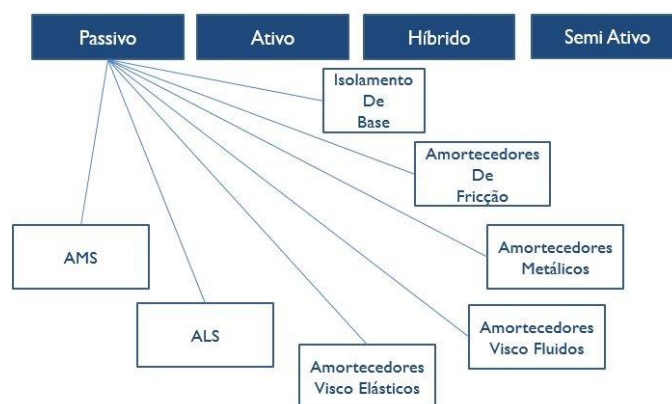 Passivo
Ativo
Híbrido
Semi Ativo
Isolamento
De
Base
Amortecedores
De
Fricção
AMS
Amortecedores
Metálicos
ALS
Amortecedores
Visco Fluidos
Amortecedores
Visco Elásticos